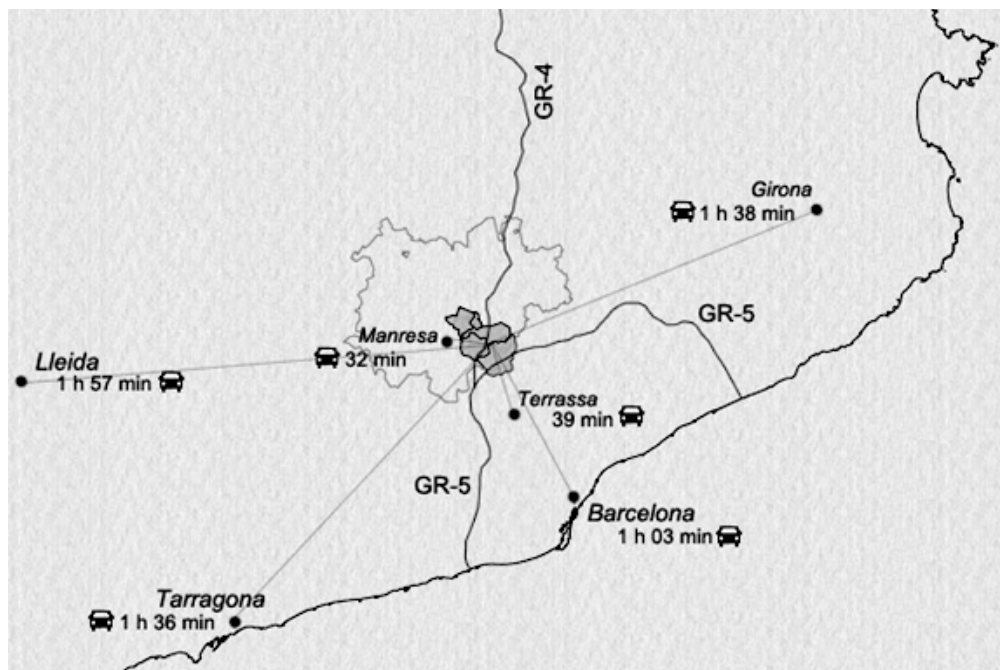 GR-4
Girona
1 h 38 min
GR-5
Manresa
32 min
Lleida
1 h 57 min
Terrassa
39 min
GR-5
Barcelona
1 h 03 min
Tarragona
1 h 36 min